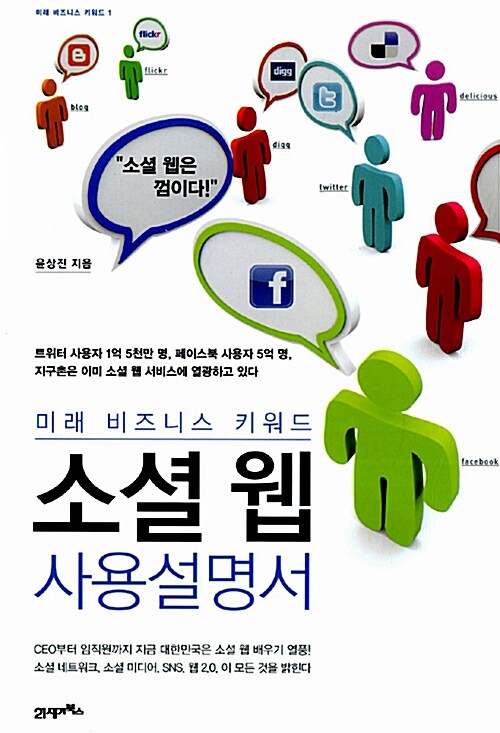 미래 비즈니스 키워드 1
flickr
flickr
blog
digg
digg
twitter
delicious
"소셜 웹은
껌이다!"
윤상진 지음
f
facebook
트위터 사용자 1억 5천만 명, 페이스북 사용자 5억 명,
지구촌은 이미 소셜 웹 서비스에 열광하고 있다
미래 비즈니스 키워드
소셜 웹
사용설명서
CEO부터 임직원까지 지금 대한민국은 소셜 웹 배우기 열풍!
소셜 네트워크, 소셜 미디어, SNS, 웹 2.0, 이 모든 것을 밝힌다
21세기북스